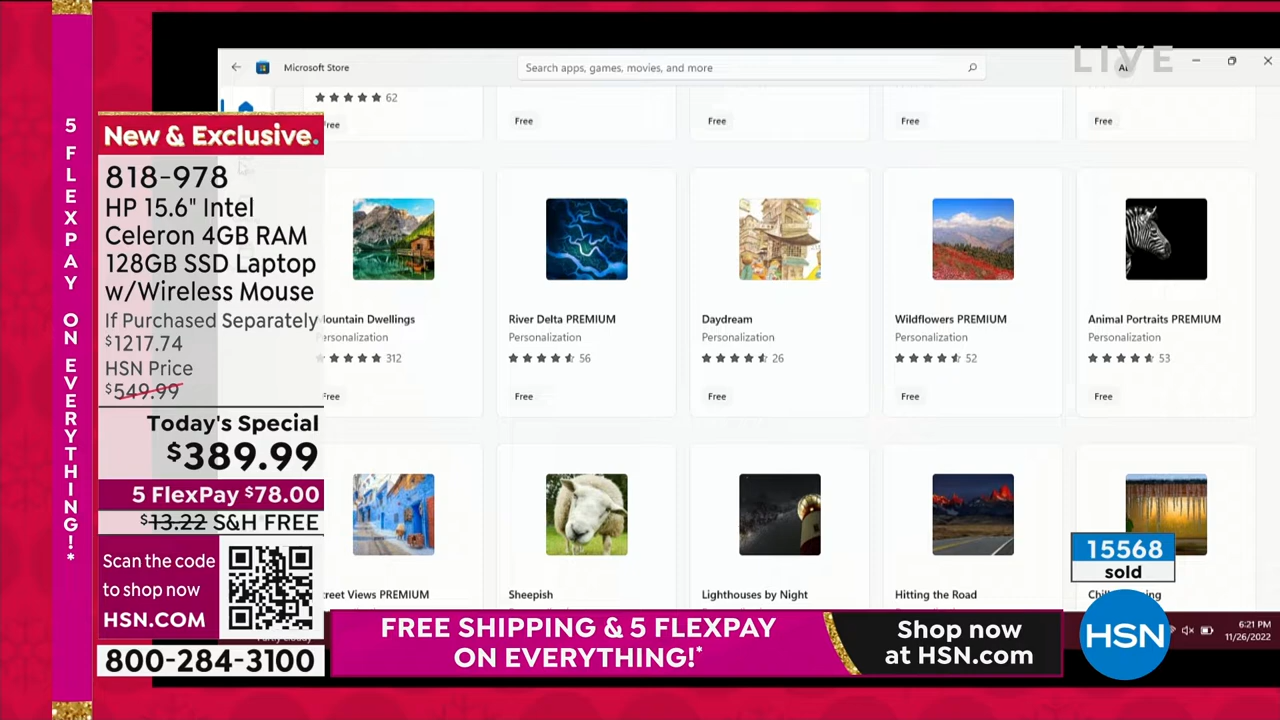 5 FLEXPAY ON EVERYTHING!*
New & Exclusive.
818-978
HP 15.6" Intel
Celeron 4GB RAM
128GB SSD Laptop
w/Wireless Mouse
If Purchased Separately
$1217.74
HSN Price
$549.99
Today's Special
$389.99
5 FlexPay $78.00
$13.22 S&H FREE
Scan the code
to shop now
HSN.COM
800-284-3100
LIVE
Microsoft Store
Search apps, games, movies, and more
62
Free
Free
Free
Free
Mountain Dwellings
River Delta PREMIUM
Daydream
Wildflowers PREMIUM
Animal Portraits PREMIUM
Personalization
Personalization
Personalization
Personalization
312
56
26
52
53
Free
Free
Free
Free
Street Views PREMIUM
Sheepish
Lighthouses by Night
Hitting the Road
15568
sold
FREE SHIPPING & 5 FLEXPAY
ON EVERYTHING!*
Shop now
at HSN.com
HSN
6:21 PM
11/26/2022